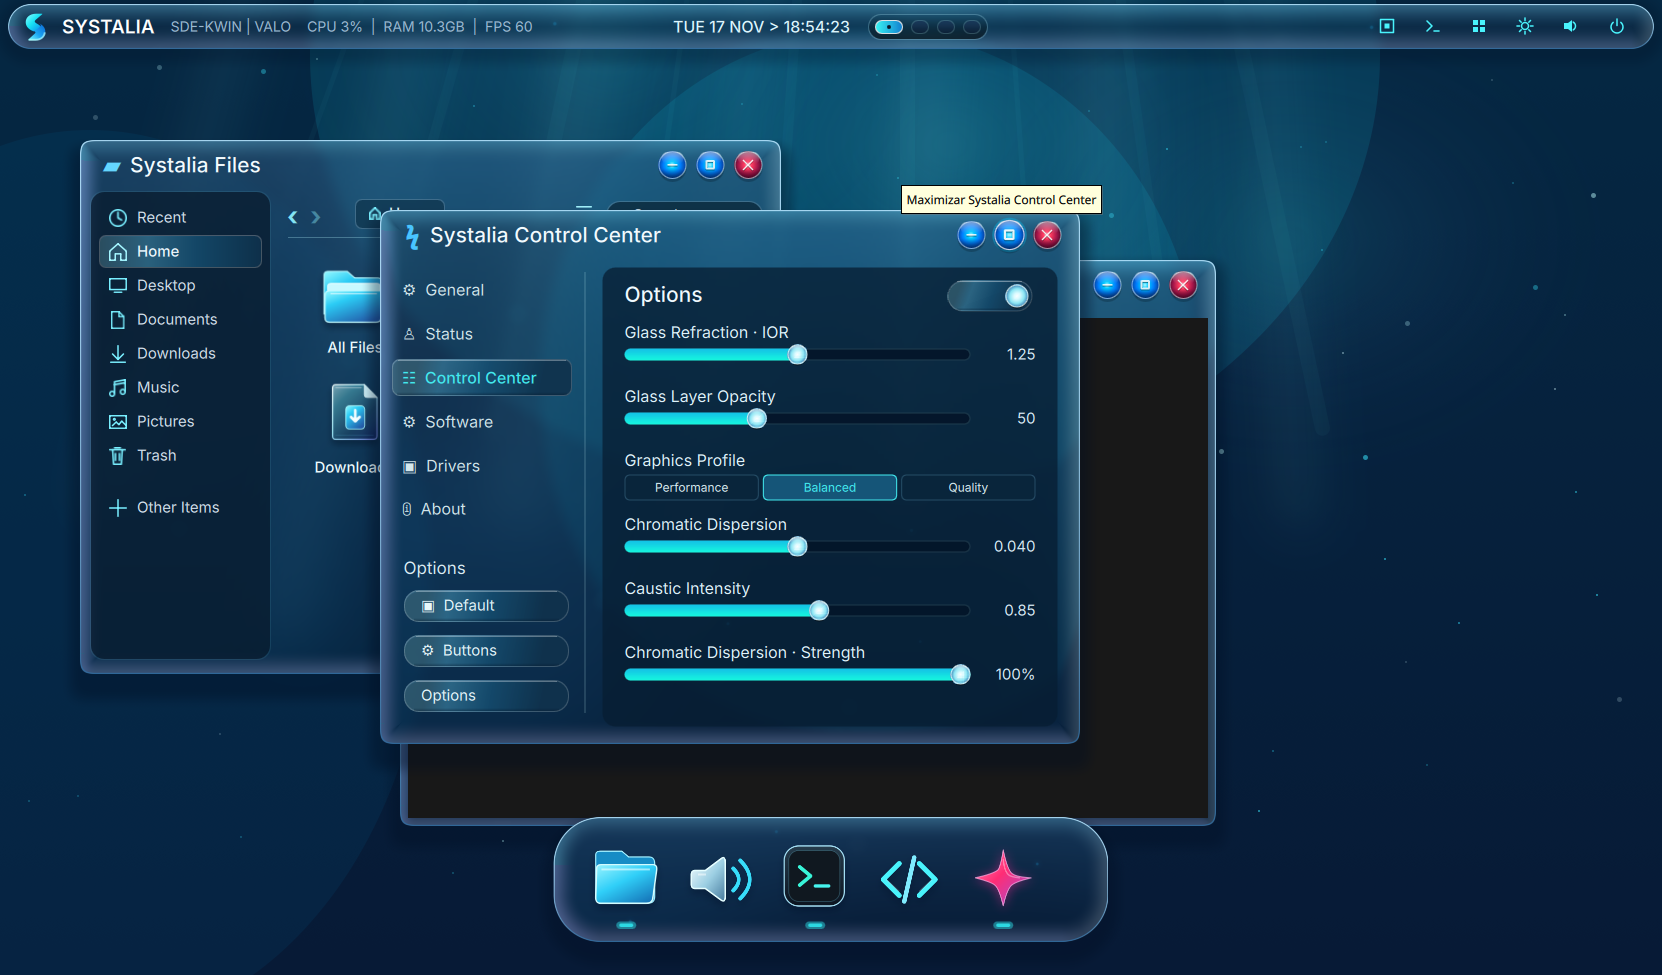 SYSTALIA SDE-KWIN | VALO CPU 3% | RAM 10.3GB | FPS 60 TUE 17 NOV > 18:54:23
Systalia Files
Recent
Home
Desktop
Documents
Downloads
Music
Pictures
Trash
Other Items
All Files
Maximizar Systalia Control Center
Systalia Control Center
General
Status
Control Center
Software
Drivers
About
Options
Default
Buttons
Options
Options
Glass Refraction · IOR
1.25
Glass Layer Opacity
50
Graphics Profile
Performance Balanced Quality
Chromatic Dispersion
0.040
Caustic Intensity
0.85
Chromatic Dispersion · Strength
100%